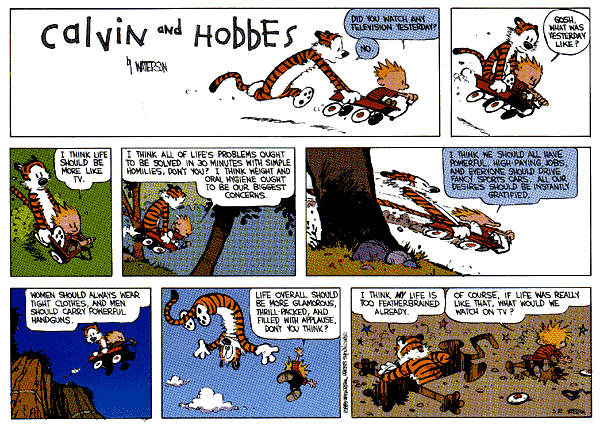 Calvin and HOBBES
by WATTERSON
DID YOU WATCH ANY
TELEVISION YESTERDAY?
NO.
GOSH,
WHAT WAS
YESTERDAY
LIKE?
I THINK LIFE
SHOULD BE
MORE LIKE
TV.
I THINK ALL OF LIFE'S PROBLEMS OUGHT
TO BE SOLVED IN 30 MINUTES WITH SIMPLE
HOMILIES, DON'T YOU? I THINK WEIGHT AND
ORAL HYGIENE OUGHT
TO BE OUR BIGGEST
CONCERNS.
I THINK WE SHOULD ALL HAVE
POWERFUL, HIGH-PAYING JOBS,
AND EVERYONE SHOULD DRIVE
FANCY SPORTS CARS. ALL OUR
DESIRES SHOULD BE INSTANTLY
GRATIFIED.
WOMEN SHOULD ALWAYS WEAR
TIGHT CLOTHES, AND MEN
SHOULD CARRY POWERFUL
HANDGUNS.
LIFE OVERALL SHOULD
BE MORE GLAMOROUS,
THRILL-PACKED, AND
FILLED WITH APPLAUSE,
DON'T YOU THINK?
I THINK MY LIFE IS
TOO FEATHERBRAINED
ALREADY.
OF COURSE, IF LIFE WAS REALLY
LIKE THAT, WHAT WOULD WE
WATCH ON TV?